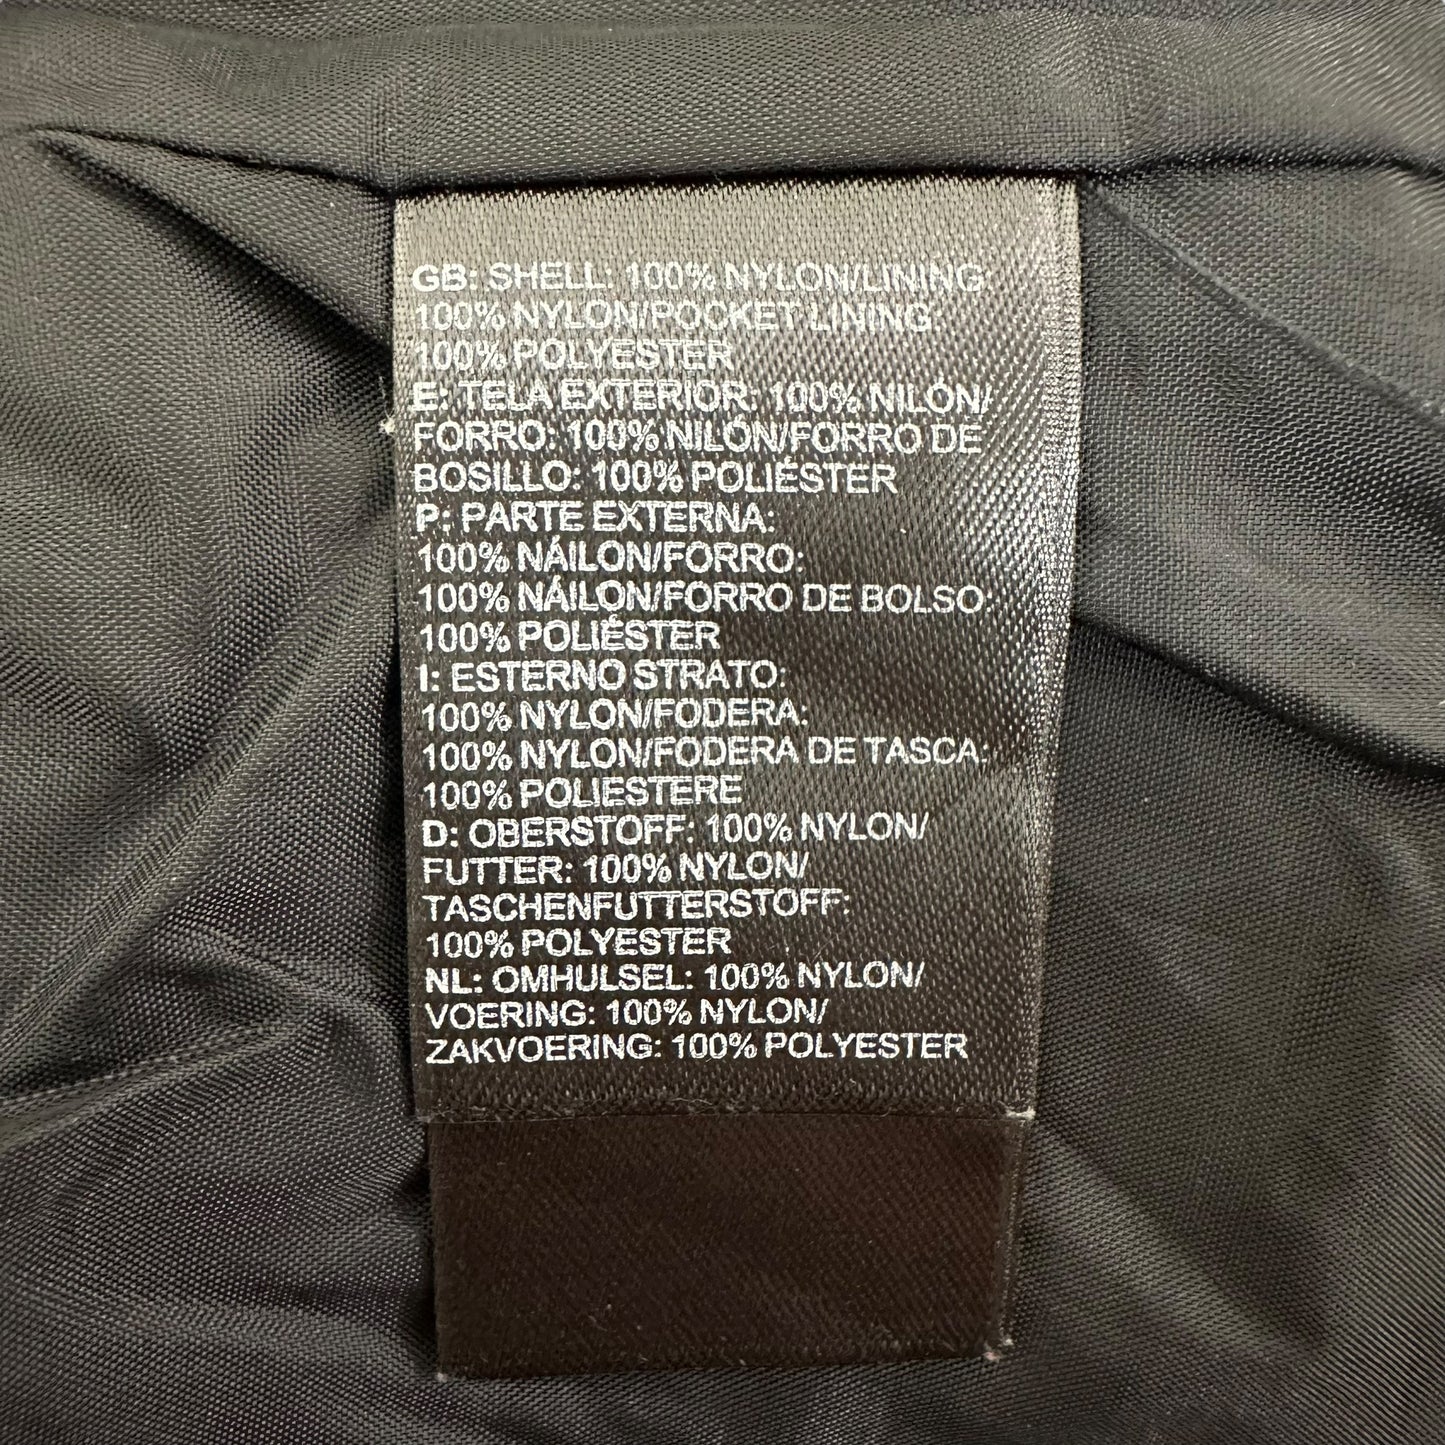 GB: SHELL: 100% NYLON/LINING:
100% NYLON/POCKET LINING:
100% POLYESTER
E: TELA EXTERIOR: 100% NILÓN/
FORRO: 100% NILÓN/FORRO DE
BOSILLO: 100% POLIÉSTER
P: PARTE EXTERNA:
100% NÁILON/FORRO:
100% NÁILON/FORRO DE BOLSO:
100% POLIÉSTER
I: ESTERNO STRATO:
100% NYLON/FODERA:
100% NYLON/FODERA DE TASCA:
100% POLIESTERE
D: OBERSTOFF: 100% NYLON/
FUTTER: 100% NYLON/
TASCHENFUTTERSTOFF:
100% POLYESTER
NL: OMHULSEL: 100% NYLON/
VOERING: 100% NYLON/
ZAKVOERING: 100% POLYESTER